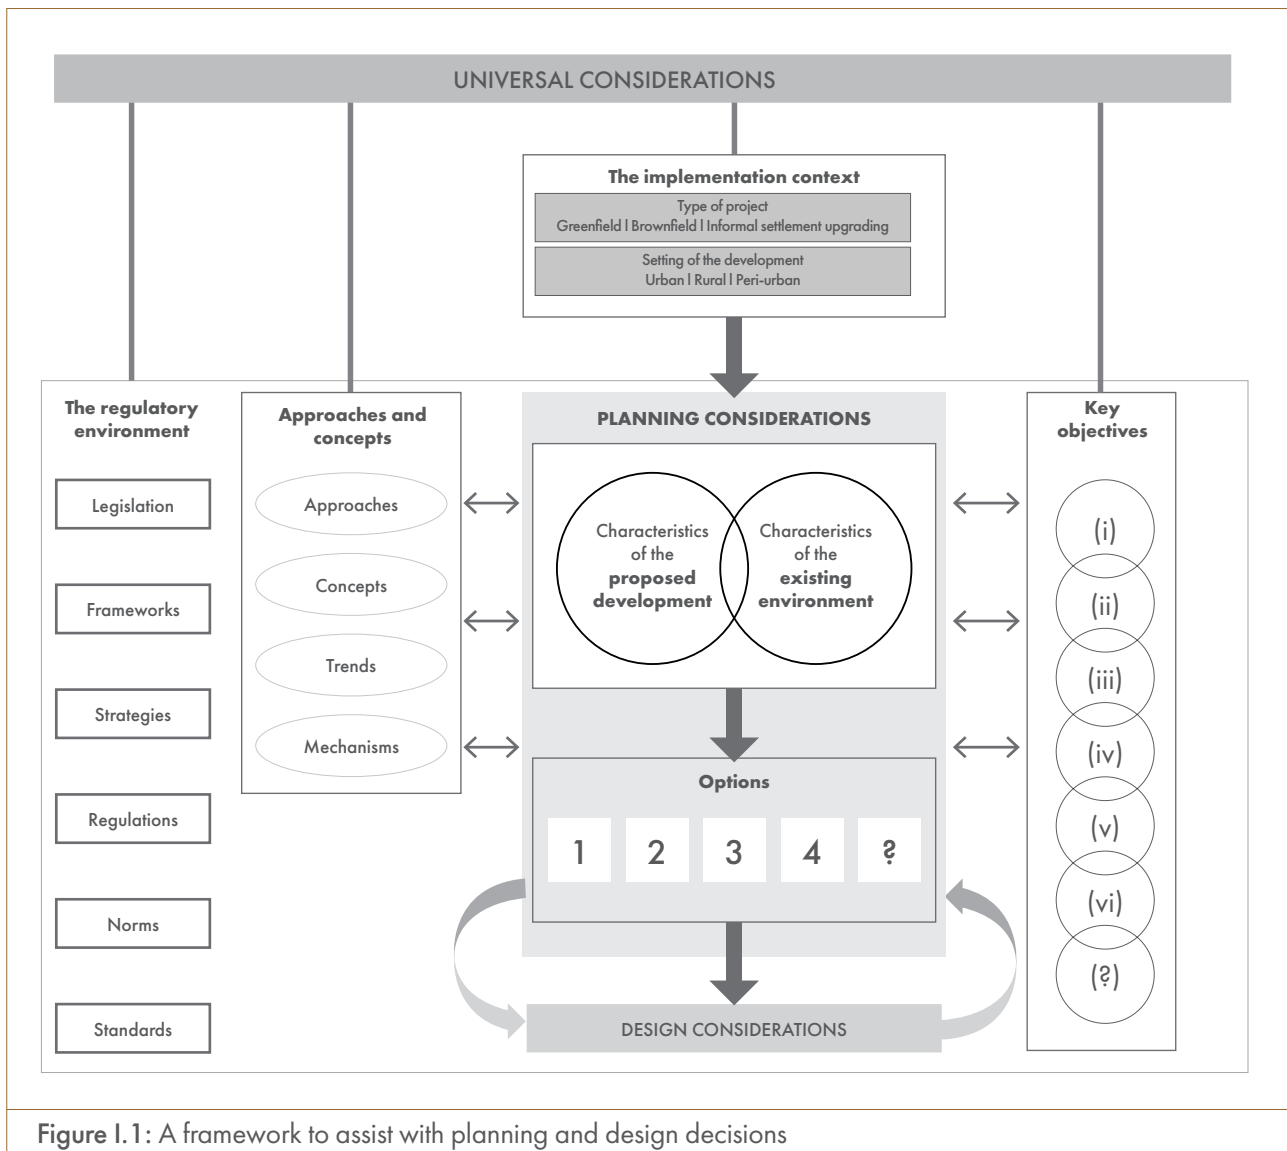 UNIVERSAL CONSIDERATIONS
The implementation context
Type of project
Greenfield I Brownfield I Informal settlement upgrading
Setting of the development
Urban I Rural I Peri-urban
The regulatory
environment
Legislation
Frameworks
Strategies
Regulations
Norms
Standards
Approaches and
concepts
Approaches
Concepts
Trends
Mechanisms
PLANNING CONSIDERATIONS
Characteristics
of the
proposed
development
Characteristics
of the
existing
environment
Options
1 2 3 4 ?
DESIGN CONSIDERATIONS
Key
objectives
(i)
(ii)
(iii)
(iv)
(v)
(vi)
(?)
Figure I.1: A framework to assist with planning and design decisions